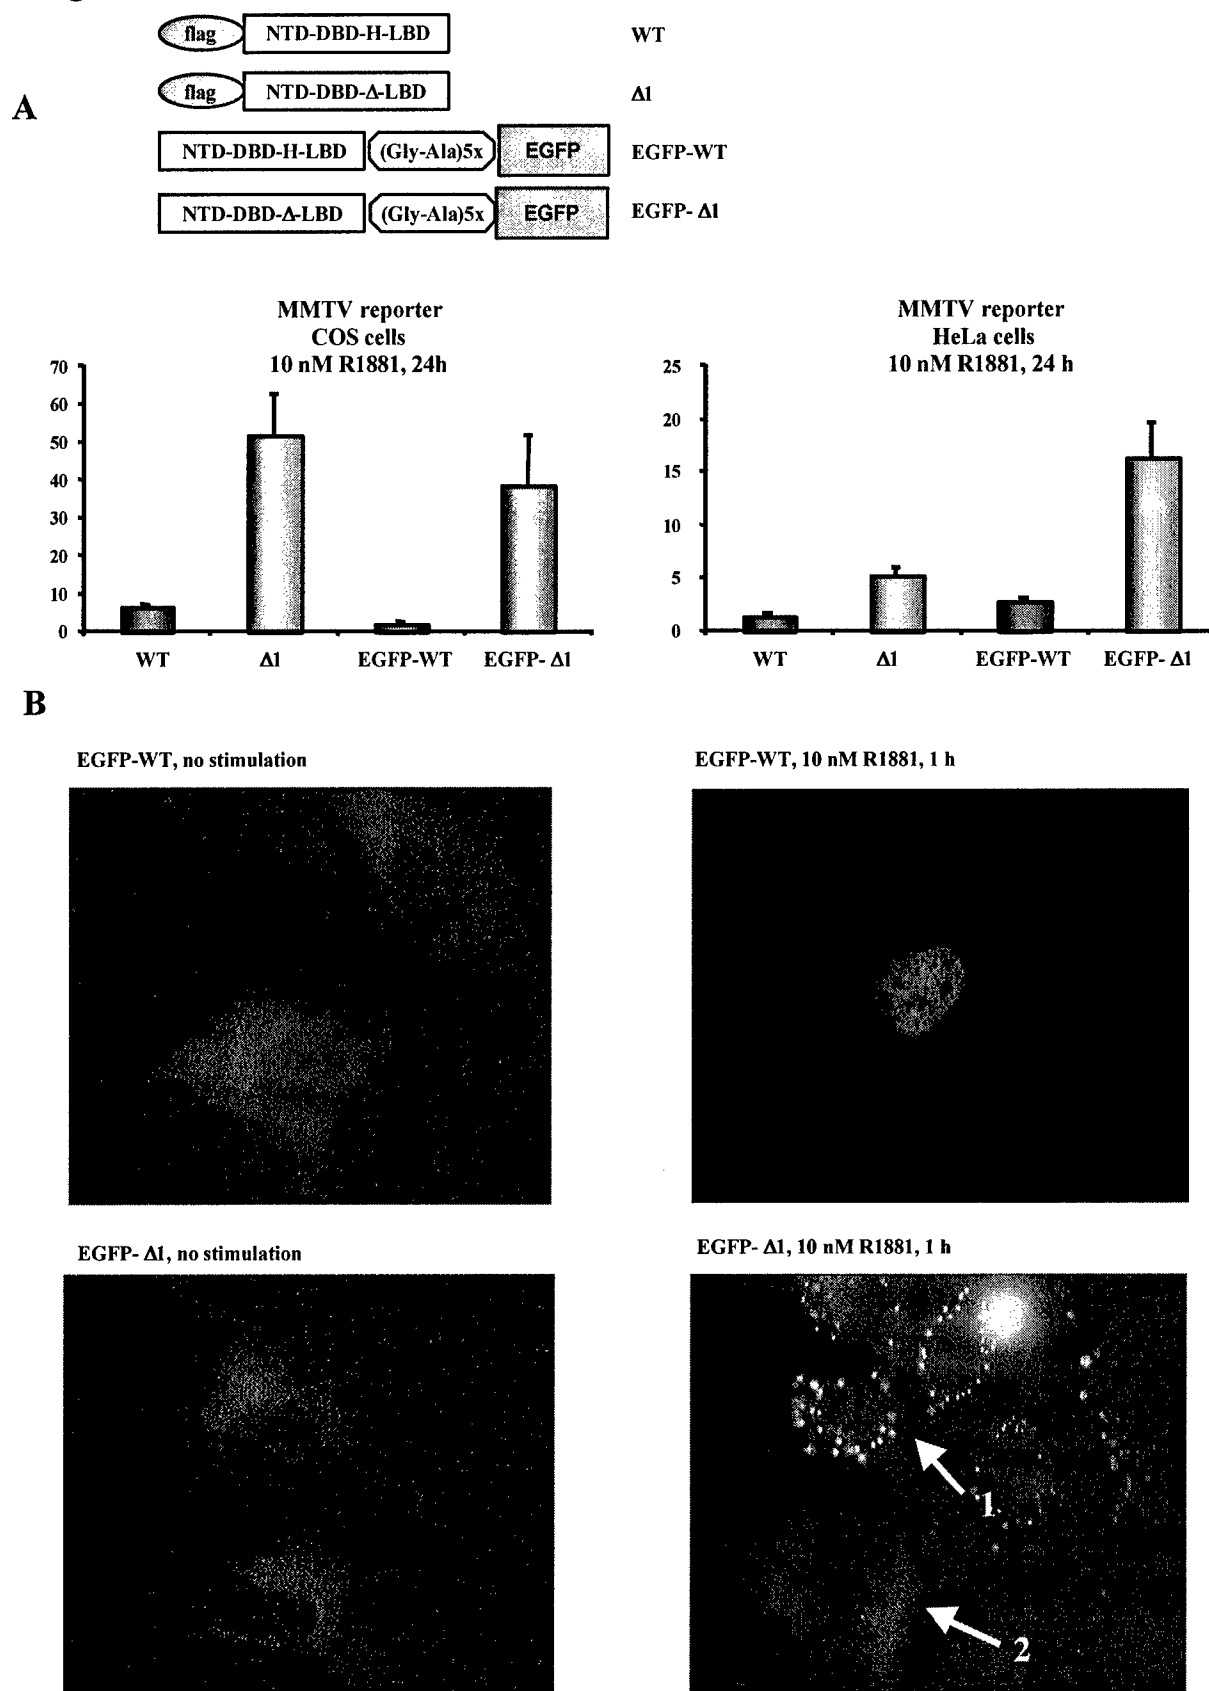 flag NTD-DBD-H-LBD WT
A
flag NTD-DBD-Δ-LBD Δ1
NTD-DBD-H-LBD (Gly-Ala)5x EGFP EGFP-WT
NTD-DBD-Δ-LBD (Gly-Ala)5x EGFP EGFP- Δ1
MMTV reporter
COS cells
10 nM R1881, 24h
70
60
50
40
30
20
10
0
WT Δ1 EGFP-WT EGFP- Δ1
MMTV reporter
HeLa cells
10 nM R1881, 24 h
25
20
15
10
5
0
WT Δ1 EGFP-WT EGFP- Δ1
B
EGFP-WT, no stimulation
EGFP-WT, 10 nM R1881, 1 h
EGFP- Δ1, no stimulation
EGFP- Δ1, 10 nM R1881, 1 h
1
2